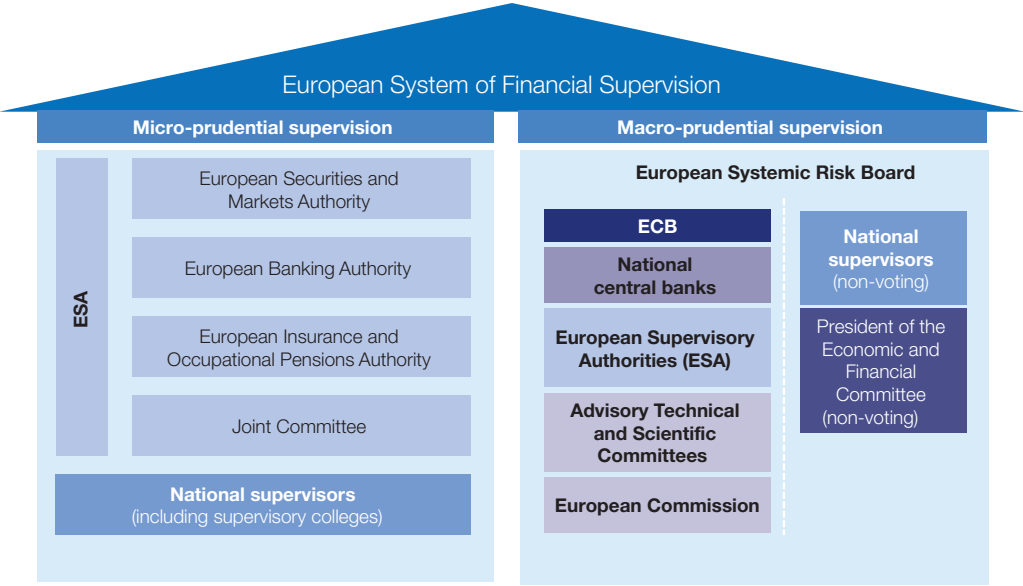 European System of Financial Supervision
Micro-prudential supervision
ESA
European Securities and
Markets Authority
European Banking Authority
European Insurance and
Occupational Pensions Authority
Joint Committee
National supervisors
(including supervisory colleges)
Macro-prudential supervision
European Systemic Risk Board
ECB
National
central banks
European Supervisory
Authorities (ESA)
Advisory Technical
and Scientific
Committees
European Commission
National
supervisors
(non-voting)
President of the
Economic and
Financial
Committee
(non-voting)